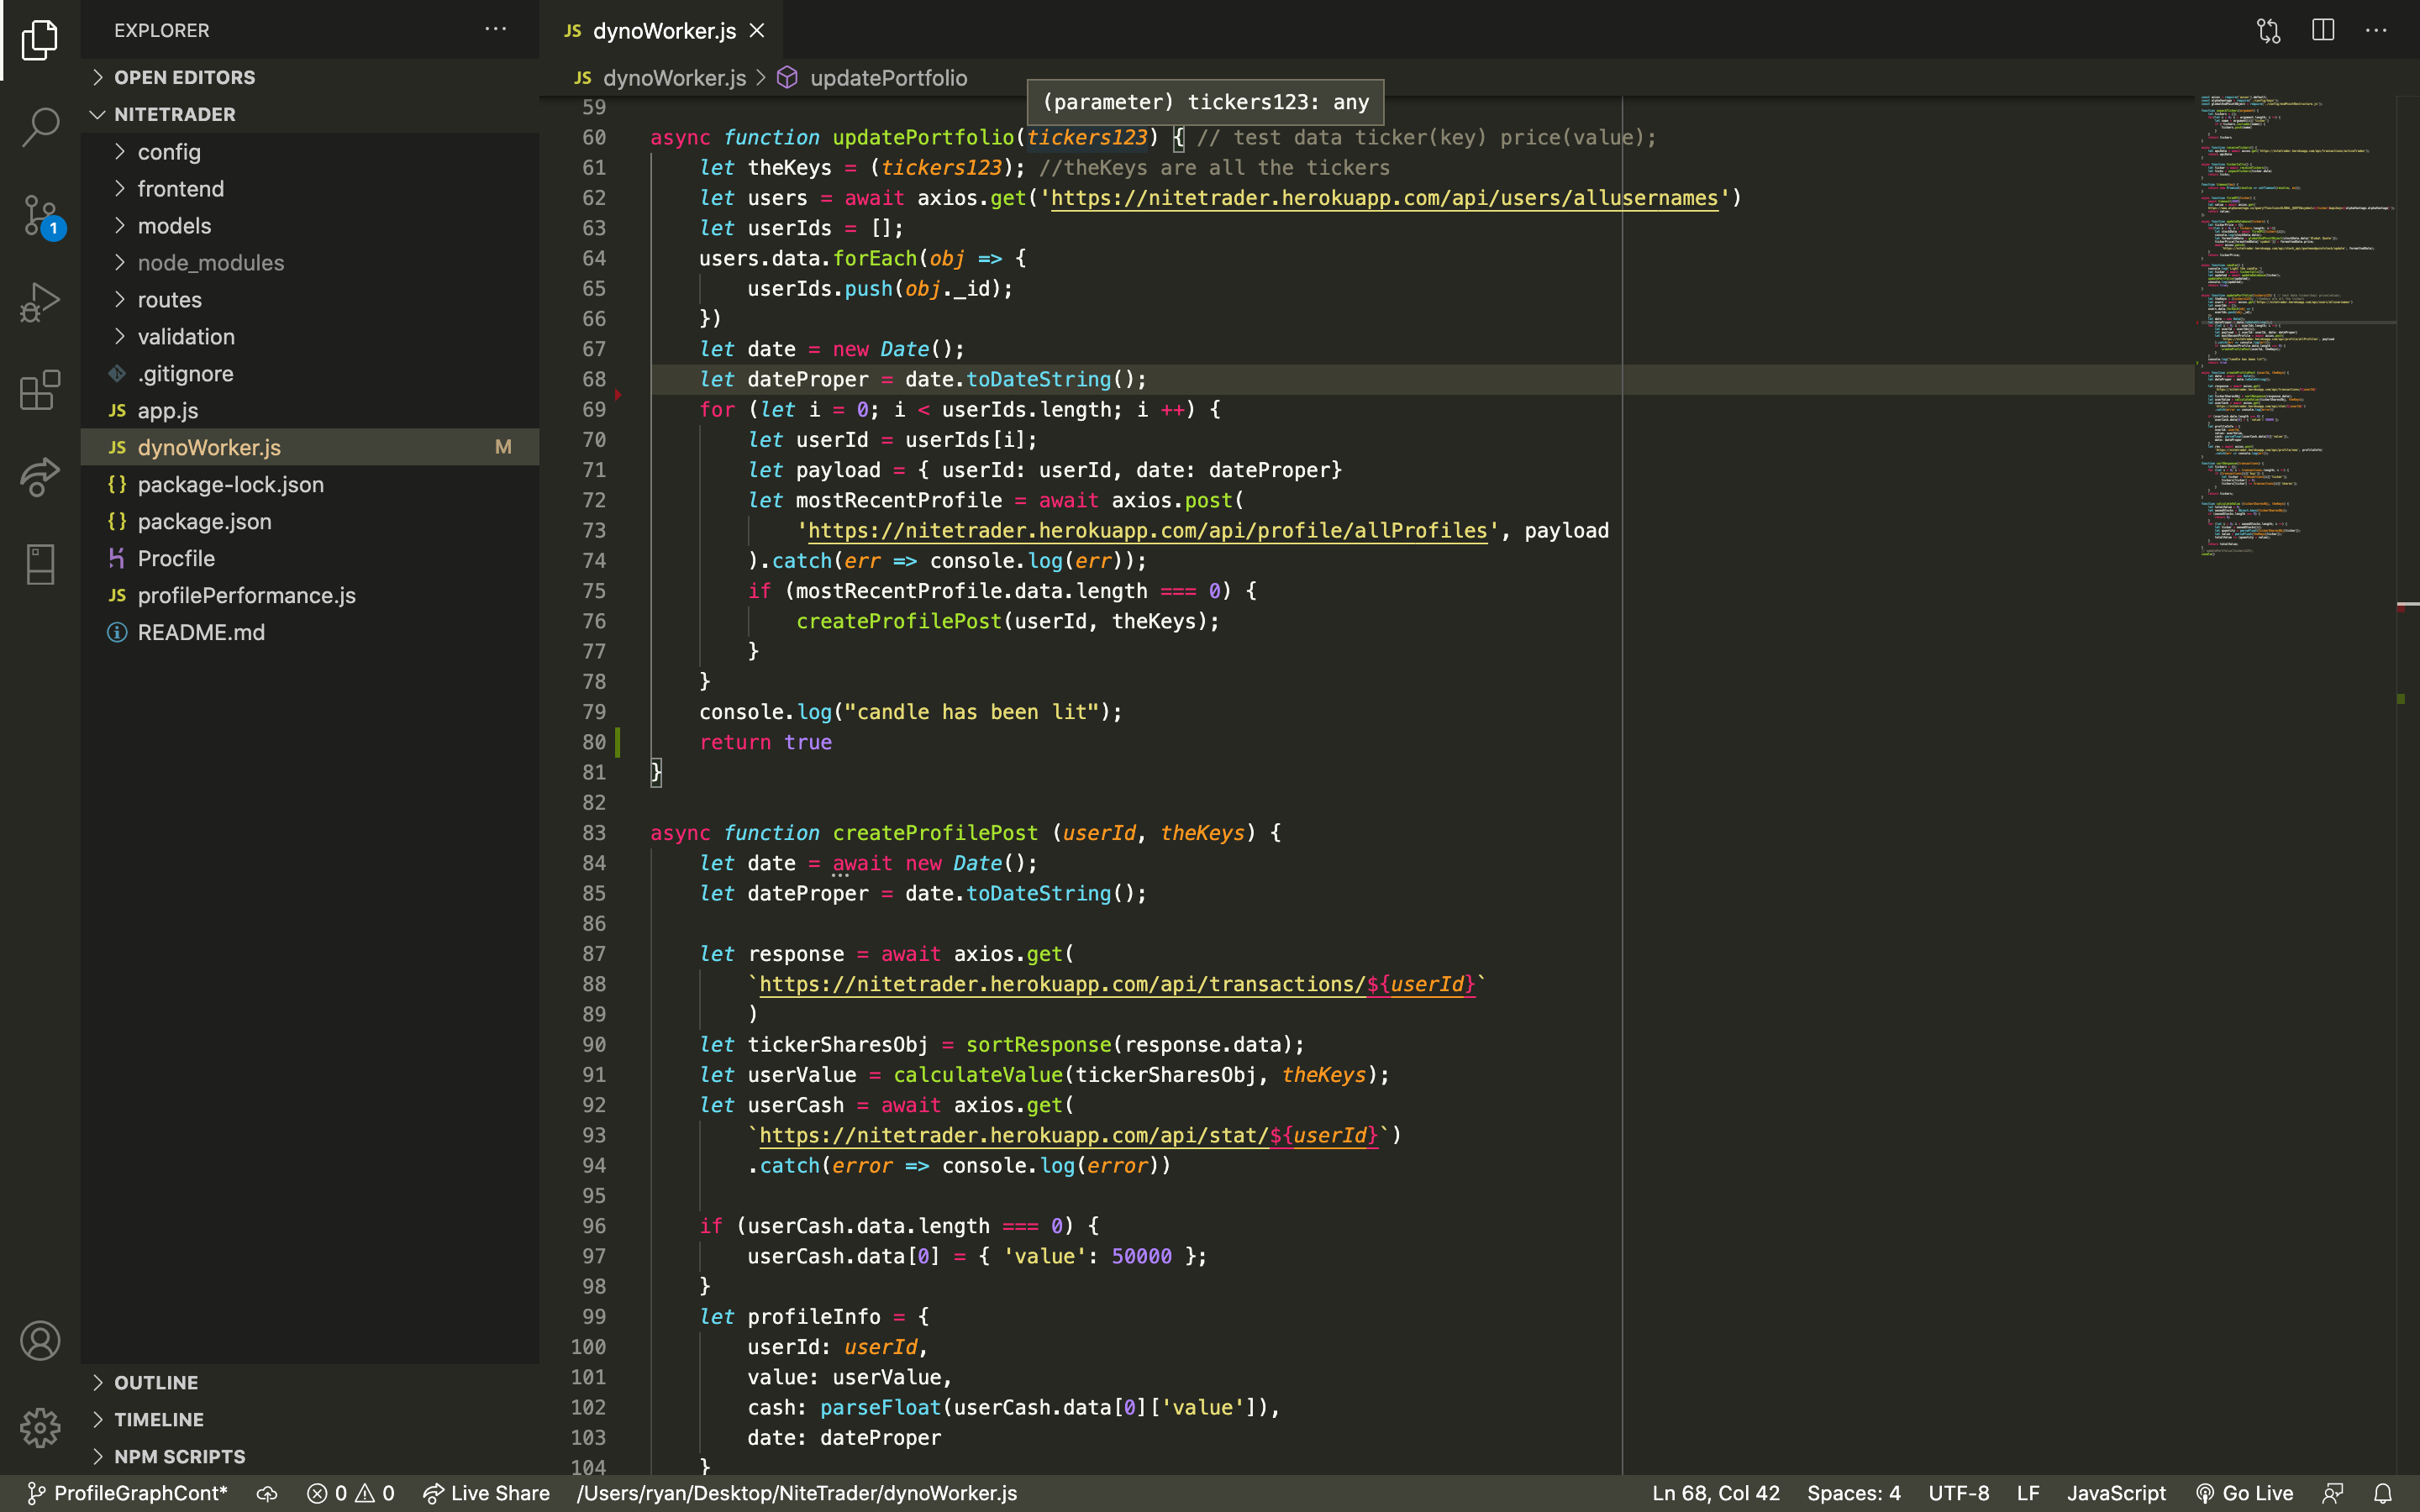 EXPLORER
OPEN EDITORS
NITETRADER
config
frontend
models
node_modules
routes
validation
.gitignore
JS app.js
JS dynoWorker.js M
{} package-lock.json
{} package.json
Procfile
JS profilePerformance.js
README.md
OUTLINE
TIMELINE
NPM SCRIPTS
1
JS dynoWorker.js
JS dynoWorker.js > updatePortfolio
(parameter) tickers123: any
59
60 async function updatePortfolio(tickers123) { // test data ticker(key) price(value);
61 let theKeys = (tickers123); //theKeys are all the tickers
62 let users = await axios.get('https://nitetrader.herokuapp.com/api/users/allusernames')
63 let userIds = [];
64 users.data.forEach(obj => {
65 userIds.push(obj._id);
66 })
67 let date = new Date();
68 let dateProper = date.toDateString();
69 for (let i = 0; i < userIds.length; i ++) {
70 let userId = userIds[i];
71 let payload = { userId: userId, date: dateProper}
72 let mostRecentProfile = await axios.post(
73 'https://nitetrader.herokuapp.com/api/profile/allProfiles', payload
74 ).catch(err => console.log(err));
75 if (mostRecentProfile.data.length === 0) {
76 createProfilePost(userId, theKeys);
77 }
78 }
79 console.log("candle has been lit");
80 return true
81 }
82
83 async function createProfilePost (userId, theKeys) {
84 let date = await new Date();
85 let dateProper = date.toDateString();
86
87 let response = await axios.get(
88 `https://nitetrader.herokuapp.com/api/transactions/${userId}`
89 )
90 let tickerSharesObj = sortResponse(response.data);
91 let userValue = calculateValue(tickerSharesObj, theKeys);
92 let userCash = await axios.get(
93 `https://nitetrader.herokuapp.com/api/stat/${userId}`)
94 .catch(error => console.log(error))
95
96 if (userCash.data.length === 0) {
97 userCash.data[0] = { 'value': 50000 };
98 }
99 let profileInfo = {
100 userId: userId,
101 value: userValue,
102 cash: parseFloat(userCash.data[0]['value']),
103 date: dateProper
104 }
ProfileGraphCont* 0 0 Live Share /Users/ryan/Desktop/NiteTrader/dynoWorker.js Ln 68, Col 42 Spaces: 4 UTF-8 LF JavaScript Go Live